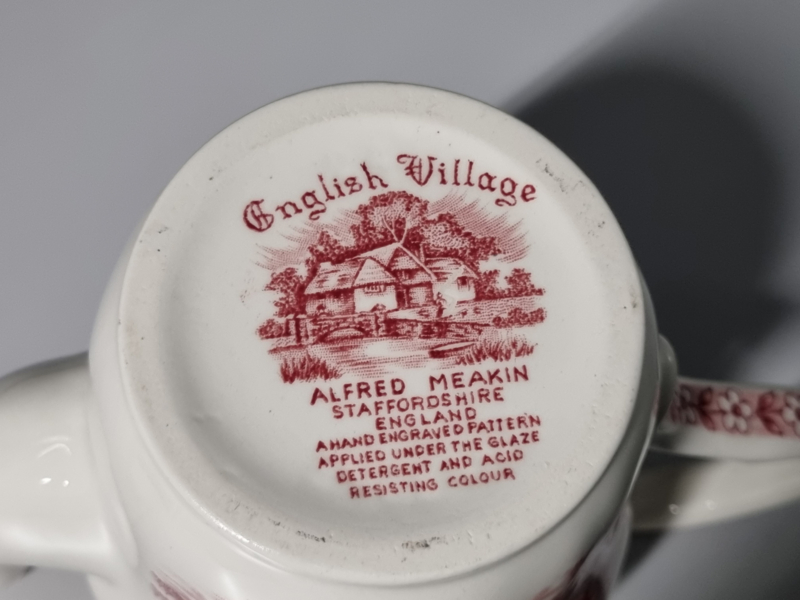 English Village
ALFRED MEAKIN
STAFFORDSHIRE
ENGLAND
A HAND ENGRAVED PATTERN
APPLIED UNDER THE GLAZE
DETERGENT AND ACID
RESISTING COLOUR